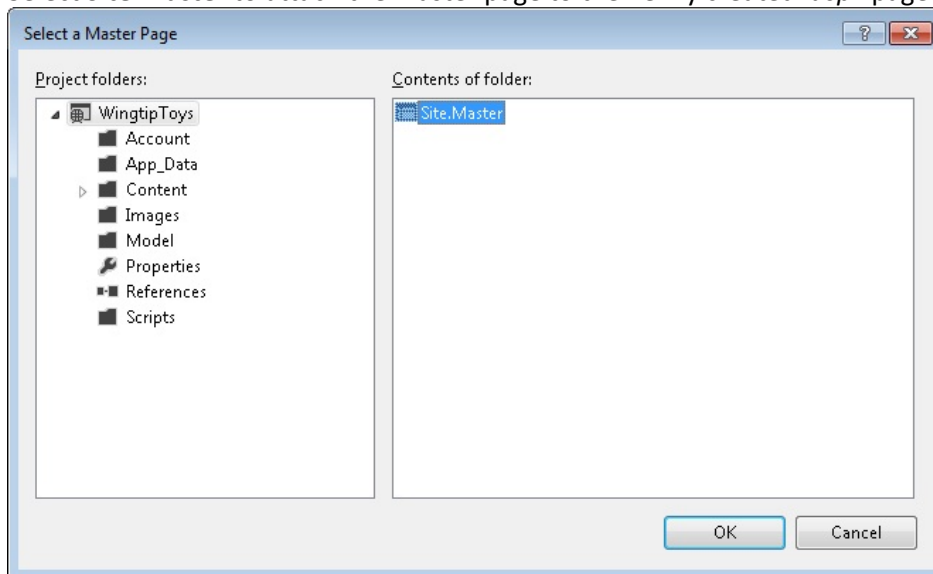 Select a Master Page
Project folders:
Contents of folder:
WingtipToys
Account
App_Data
Content
Images
Model
Properties
References
Scripts
Site.Master
OK
Cancel